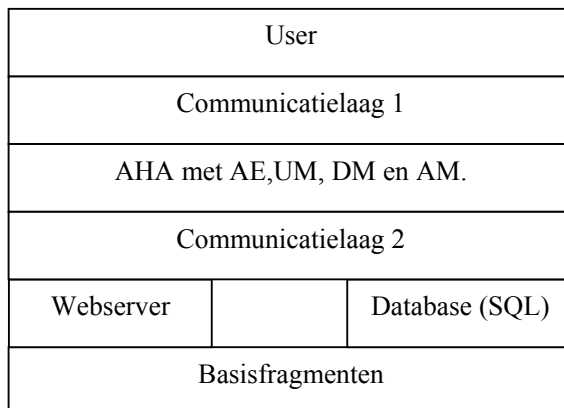 User
Communicatielaag 1
AHA met AE,UM, DM en AM.
Communicatielaag 2
Webserver
Database (SQL)
Basisfragmenten